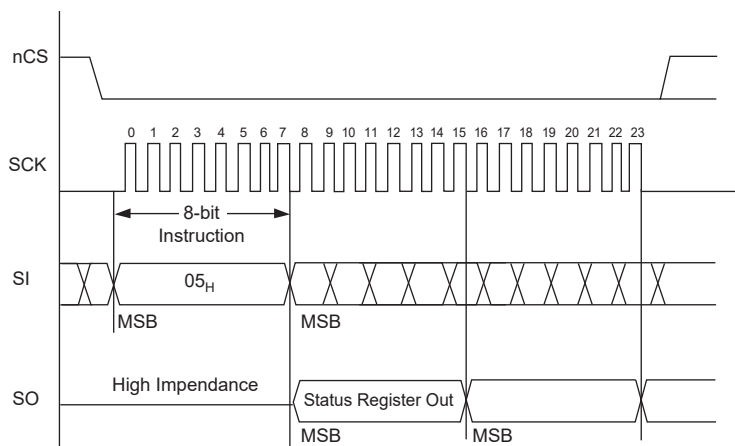 nCS
0 1 2 3 4 5 6 7 8 9 10 11 12 13 14 15 16 17 18 19 20 21 22 23
SCK
8-bit
Instruction
SI
05H
MSB
MSB
High Impendance
SO
Status Register Out
MSB
MSB